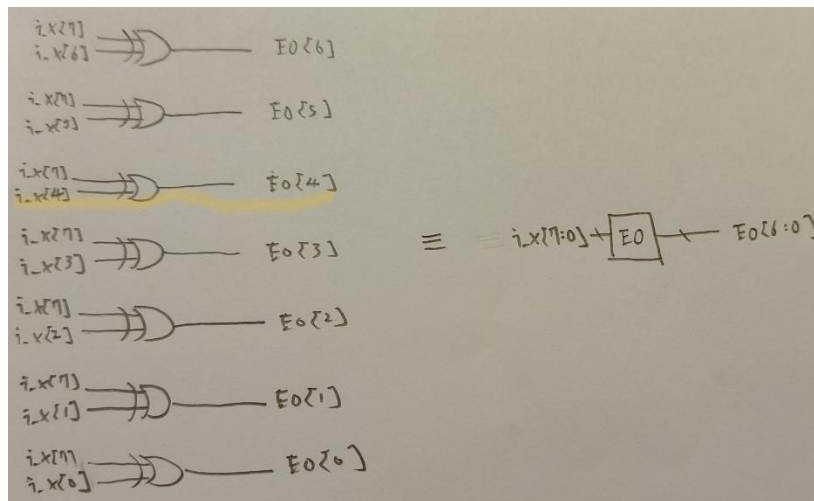 i_x[7]
i_x[6]
EO[6]
i_x[7]
i_x[5]
EO[5]
i_x[7]
i_x[4]
EO[4]
i_x[7]
i_x[3]
EO[3]
≡ i_x[7:0] EO EO[6:0]
i_x[7]
i_x[2]
EO[2]
i_x[7]
i_x[1]
EO[1]
i_x[7]
i_x[0]
EO[0]